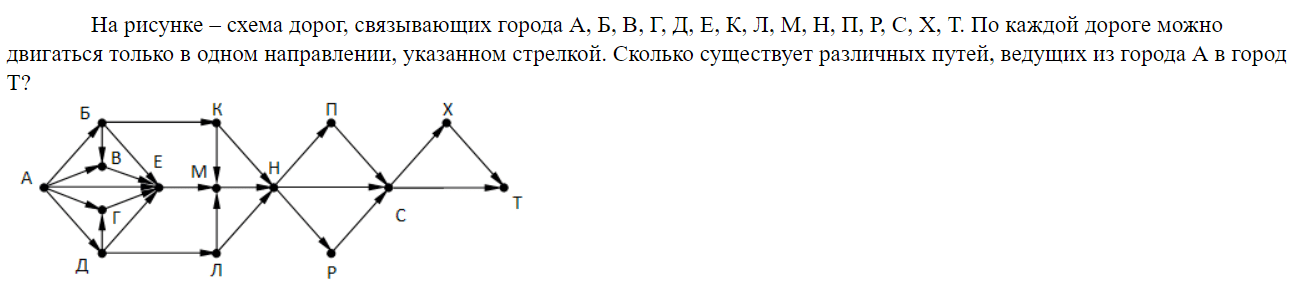 На рисунке – схема дорог, связывающих города А, Б, В, Г, Д, Е, К, Л, М, Н, П, Р, С, Х, Т. По каждой дороге можно
двигаться только в одном направлении, указанном стрелкой. Сколько существует различных путей, ведущих из города А в город
Т?
Б К П Х
А В Е М Н
Г С Т
Д Л Р